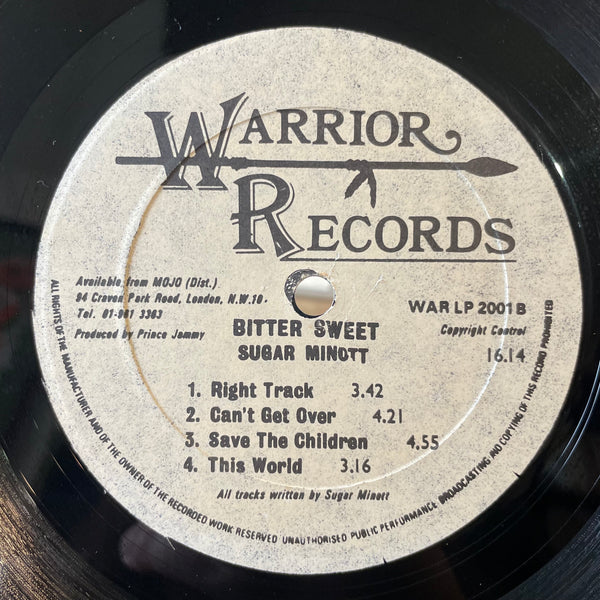 WARRIOR
RECORDS
Available from MOJO (Dist.)
94 Craven Park Road, London, N.W.10.
Tel. 01-961 3363
Produced by Prince Jammy
WAR LP 2001 B
Copyright Control
16.14
BITTER SWEET
SUGAR MINOTT
1. Right Track 3.42
2. Can't Get Over 4.21
3. Save The Children 4.55
4. This World 3.16
All tracks written by Sugar Minott
ALL RIGHTS OF THE MANUFACTURER AND OF THE OWNER OF THE RECORDED WORK RESERVED UNAUTHORISED PUBLIC PERFORMANCE BROADCASTING AND COPYING OF THIS RECORD PROHIBITED